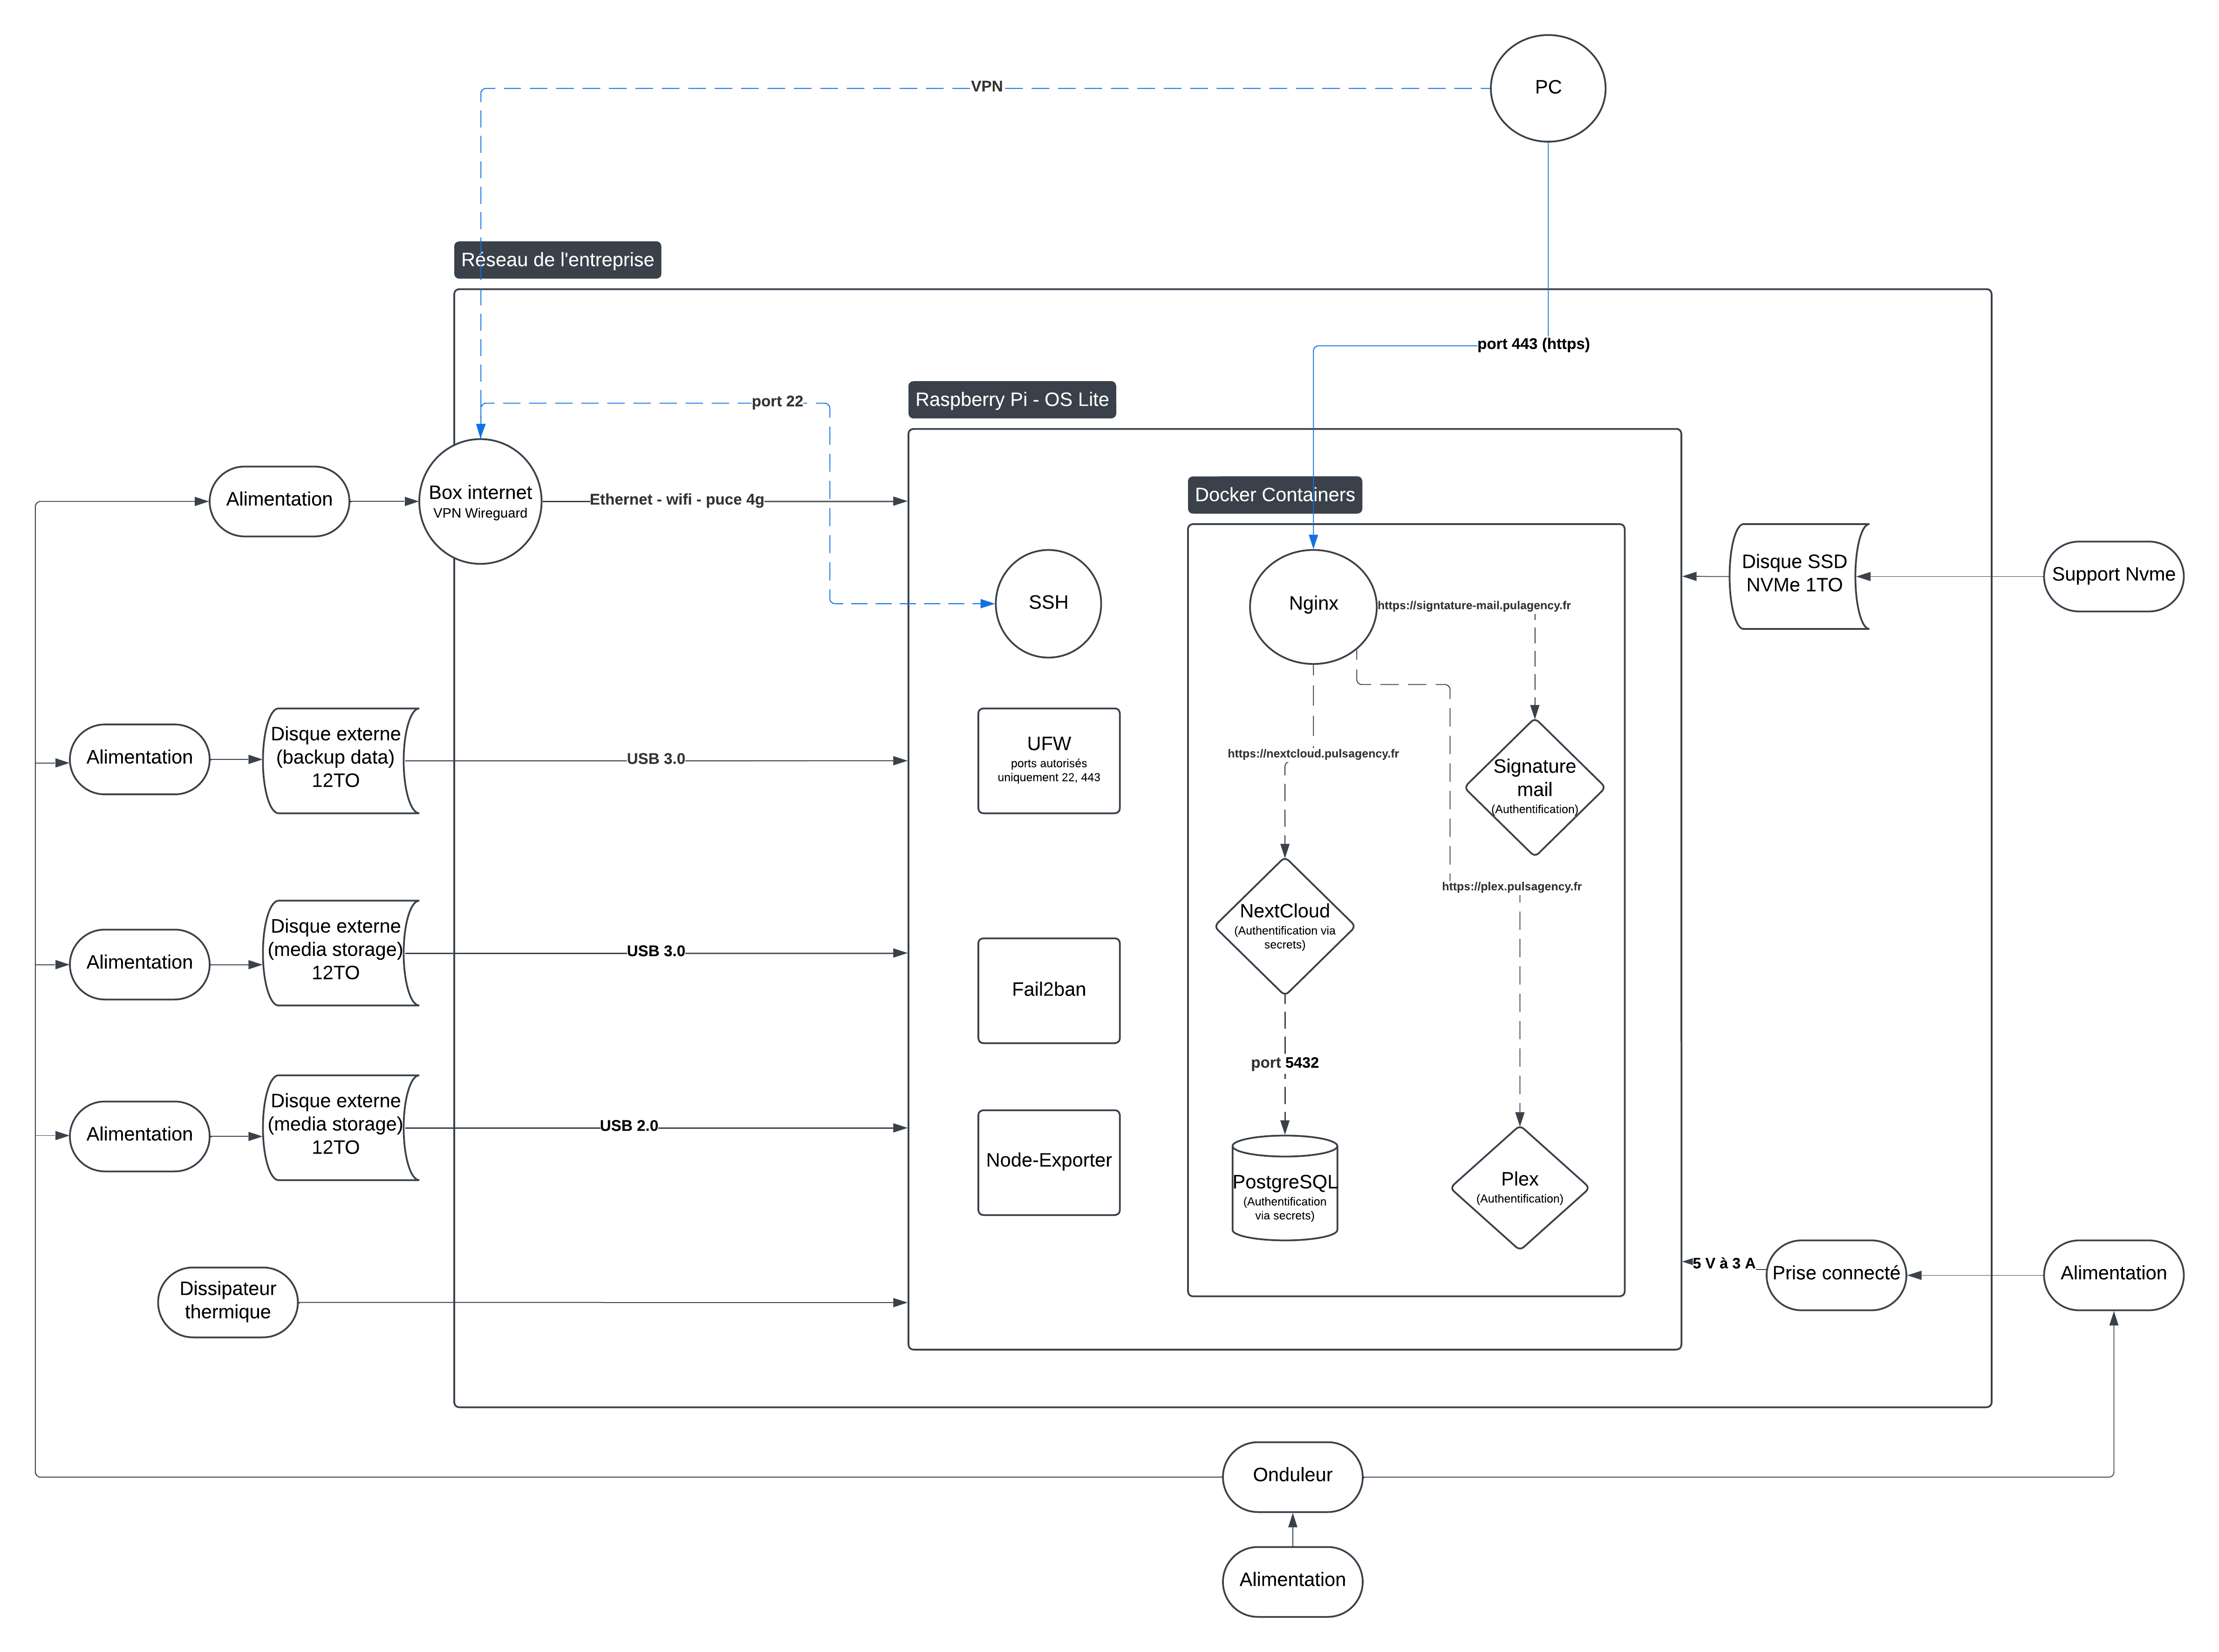 PC
VPN
Réseau de l'entreprise
port 443 (https)
Raspberry Pi - OS Lite
port 22
Docker Containers
Alimentation
Box internet
VPN Wireguard
Ethernet - wifi - puce 4g
SSH
Nginx
https://signtature-mail.pulagency.fr
Disque SSD
NVMe 1TO
Support Nvme
Alimentation
Disque externe
(backup data)
12TO
USB 3.0
UFW
ports autorisés
uniquement 22, 443
https://nextcloud.pulsagency.fr
Signature
mail
(Authentification)
https://plex.pulsagency.fr
NextCloud
(Authentification via
secrets)
Alimentation
Disque externe
(media storage)
12TO
USB 3.0
Fail2ban
port 5432
Alimentation
Disque externe
(media storage)
12TO
USB 2.0
Node-Exporter
PostgreSQL
(Authentification
via secrets)
Plex
(Authentification)
Dissipateur
thermique
5 V à 3 A
Prise connecté
Alimentation
Onduleur
Alimentation